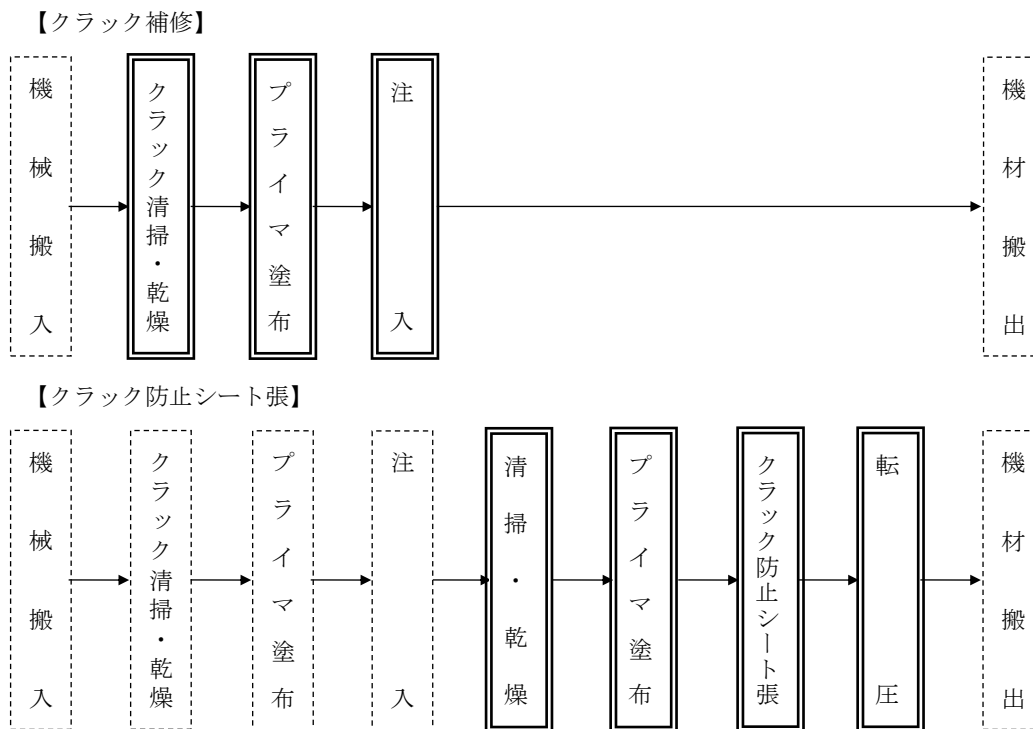 【クラック補修】
機械搬入
クラック清掃・乾燥
プライマ塗布
注入
機材搬出
【クラック防止シート張】
機械搬入
クラック清掃・乾燥
プライマ塗布
注入
清掃・乾燥
プライマ塗布
クラック防止シート張
転圧
機材搬出